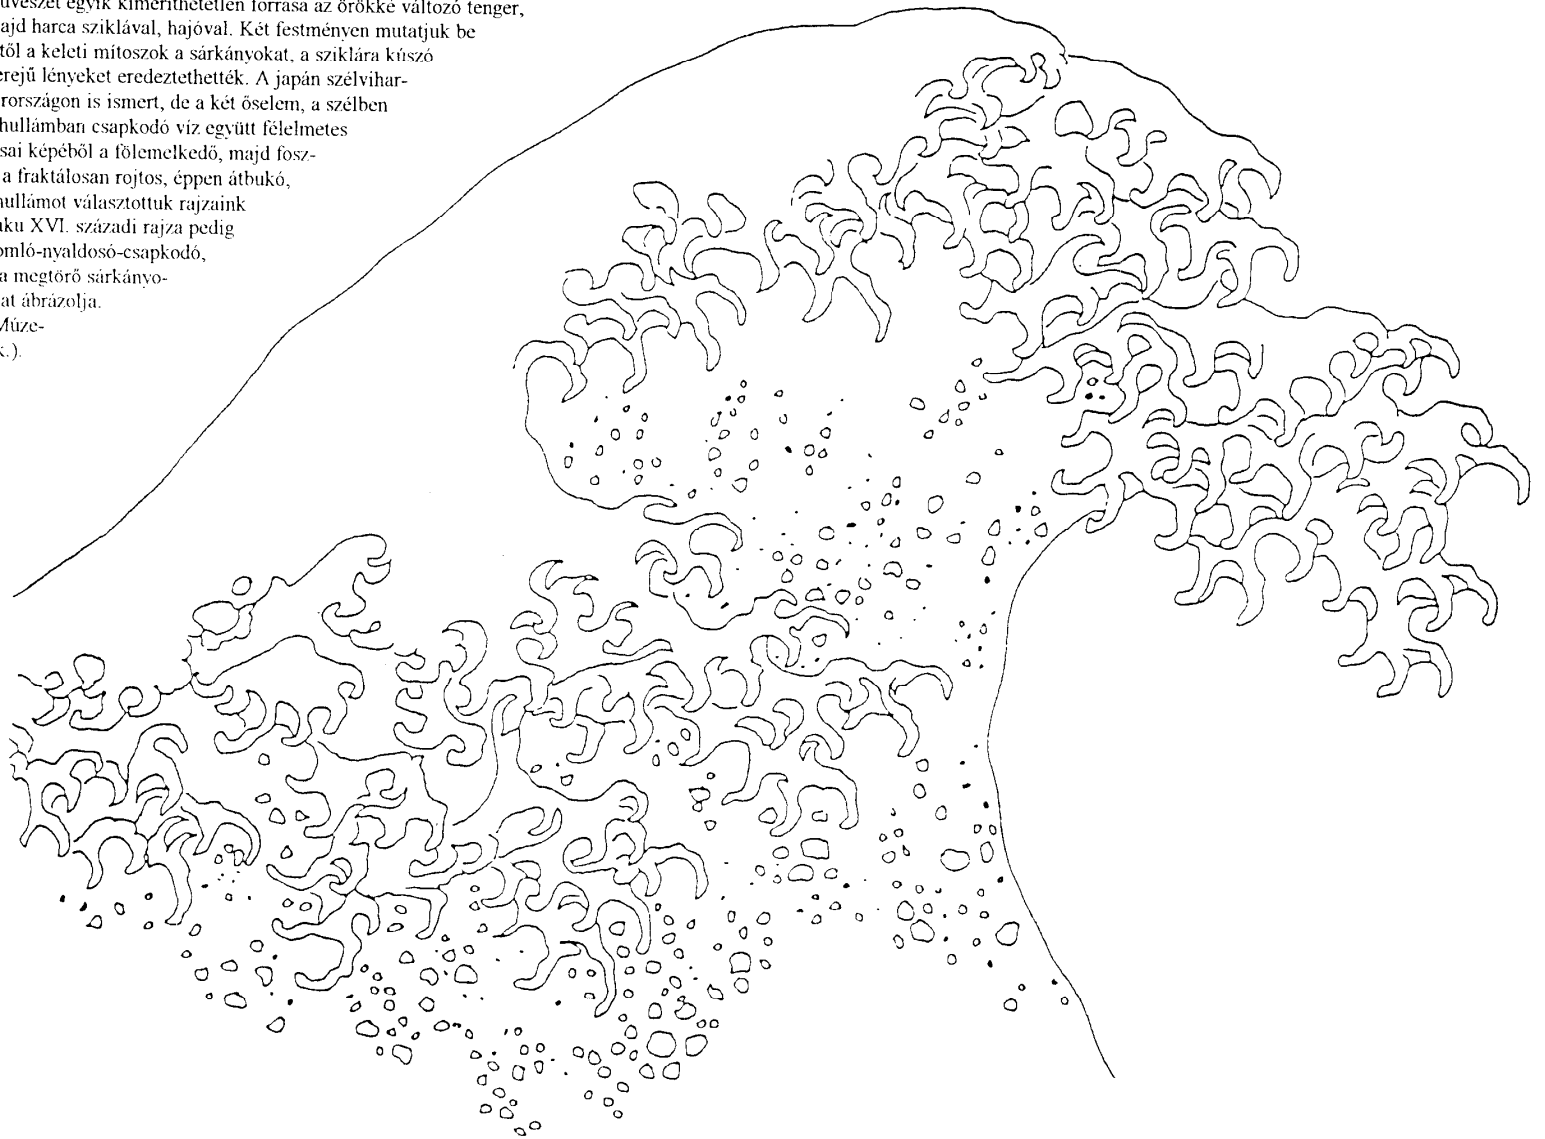 űvészet egyik kimeríthetetlen forrása az örökké változó tenger,
ajd harca sziklával, hajóval. Két festményen mutatjuk be
től a keleti mítoszok a sárkányokat, a sziklára kúszó
erejű lényeket eredeztethették. A japán szélvihar-
rországon is ismert, de a két őselem, a szélben
hullámban csapkodó víz együtt félelmetes
sai képéből a fölemelkedő, majd fosz-
a fraktálosan rojtos, éppen átbukó,
hullámot választottuk rajzaink
aku XVI. századi rajza pedig
omló-nyaldosó-csapkodó,
a megtörő sárkányo-
at ábrázolja.
Múze-
k.).